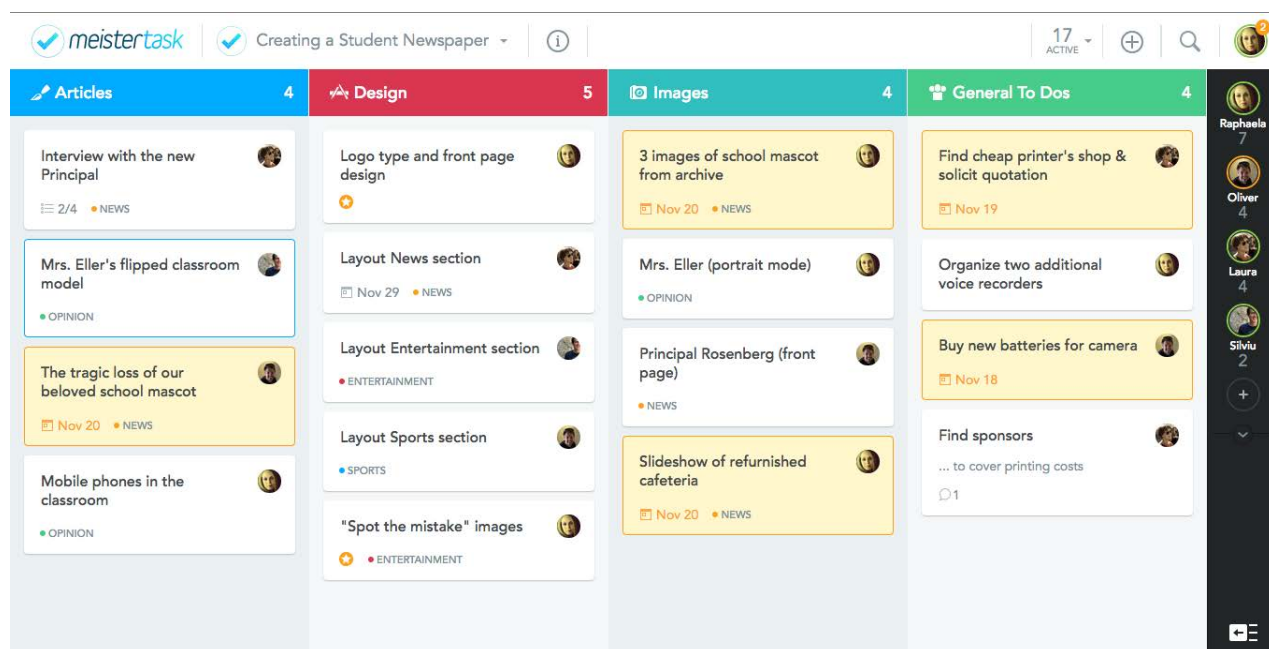 meistertask
Creating a Student Newspaper
i
17
ACTIVE
2
Articles 4
Interview with the new
Principal
2/4 NEWS
Mrs. Eller's flipped classroom
model
OPINION
The tragic loss of our
beloved school mascot
Nov 20 NEWS
Mobile phones in the
classroom
OPINION
Design 5
Logo type and front page
design
Layout News section
Nov 29 NEWS
Layout Entertainment section
ENTERTAINMENT
Layout Sports section
SPORTS
"Spot the mistake" images
ENTERTAINMENT
Images 4
3 images of school mascot
from archive
Nov 20 NEWS
Mrs. Eller (portrait mode)
OPINION
Principal Rosenberg (front
page)
NEWS
Slideshow of refurnished
cafeteria
Nov 20 NEWS
General To Dos 4
Find cheap printer's shop &
solicit quotation
Nov 19
Organize two additional
voice recorders
Buy new batteries for camera
Nov 18
Find sponsors
... to cover printing costs
1
Raphaela
7
Oliver
4
Laura
4
Silviu
2